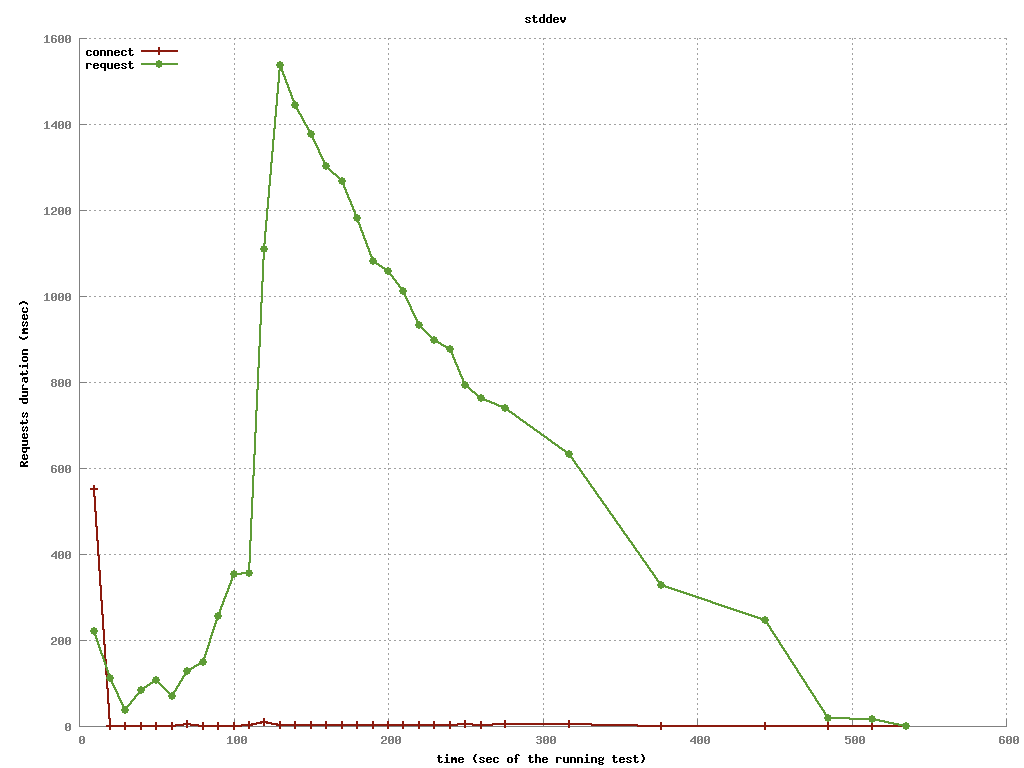 stddev
connect
request
1600
1400
1200
1000
800
600
400
200
0
Requests duration (msec)
0 100 200 300 400 500 600
time (sec of the running test)